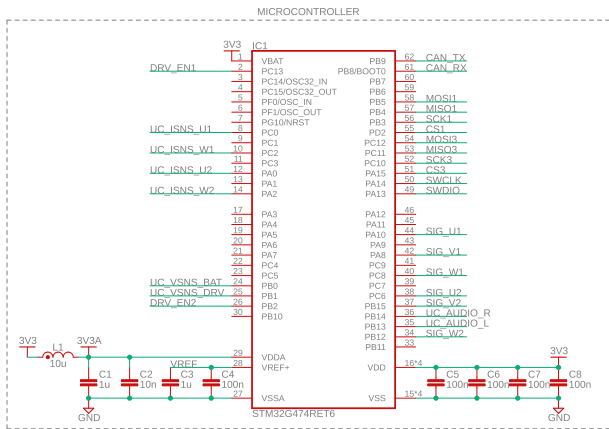 MICROCONTROLLER
3V3
IC1
1 VBAT
DRV_EN1 2 PC13
3 PC14/OSC32_IN
4 PC15/OSC32_OUT
5 PF0/OSC_IN
6 PF1/OSC_OUT
7 PG10/NRST
UC_ISNS_U1 8 PC0
9 PC1
UC_ISNS_W1 10 PC2
11 PC3
UC_ISNS_U2 12 PA0
13 PA1
UC_ISNS_W2 14 PA2
17 PA3
18 PA4
19 PA5
20 PA6
21 PA7
22 PC4
23 PC5
UC_VSNS_BAT 24 PB0
UC_VSNS_DRV 25 PB1
DRV_EN2 26 PB2
30 PB10
29 VDDA
VREF 28 VREF+
27 VSSA
PB9 62 CAN_TX
PB8/BOOT0 61 CAN_RX
PB7 60
PB6 59
PB5 58 MOSI1
PB4 57 MISO1
PB3 56 SCK1
PD2 55 CS1
PC12 54 MOSI3
PC11 53 MISO3
PC10 52 SCK3
PA15 51 CS3
PA14 50 SWCLK
PA13 49 SWDIO
PA12 46
PA11 45
PA10 44 SIG_U1
PA9 43
PA8 42 SIG_V1
PC9 41
PC8 40 SIG_W1
PC7 39
PC6 38 SIG_U2
PB15 37 SIG_V2
PB14 36 UC_AUDIO_R
PB13 35 UC_AUDIO_L
PB12 34 SIG_W2
PB11 33
VDD 16*4
VSS 15*4
STM32G474RET6
3V3
L1
10u
3V3A
C1
1u
C2
10n
C3
1u
C4
100n
GND
3V3
C5
100n
C6
100n
C7
100n
C8
100n
GND